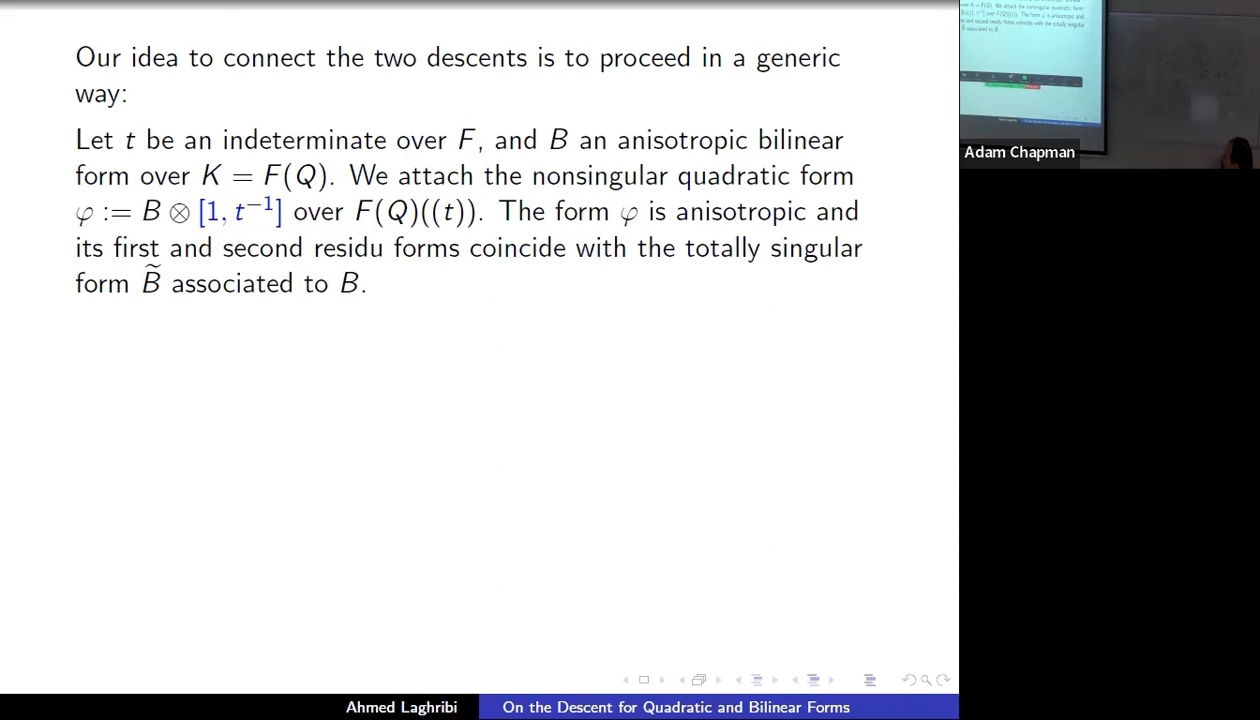 Our idea to connect the two descents is to proceed in a generic
way:
Let t be an indeterminate over F, and B an anisotropic bilinear
form over K = F(Q). We attach the nonsingular quadratic form
φ := B ⊗ [1, t⁻¹] over F(Q)((t)). The form φ is anisotropic and
its first and second residu forms coincide with the totally singular
form B̃ associated to B.
Adam Chapman
Ahmed Laghribi
On the Descent for Quadratic and Bilinear Forms